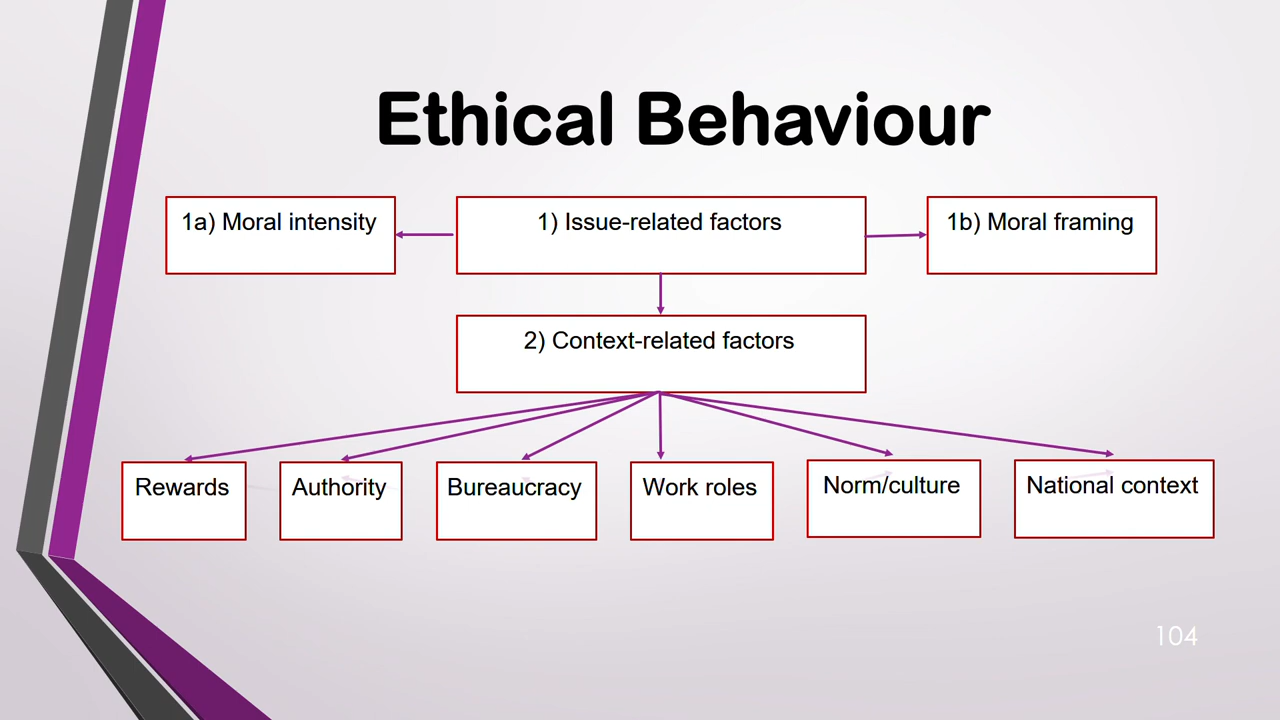 Ethical Behaviour
1a) Moral intensity
1) Issue-related factors
1b) Moral framing
2) Context-related factors
Rewards
Authority
Bureaucracy
Work roles
Norm/culture
National context
104